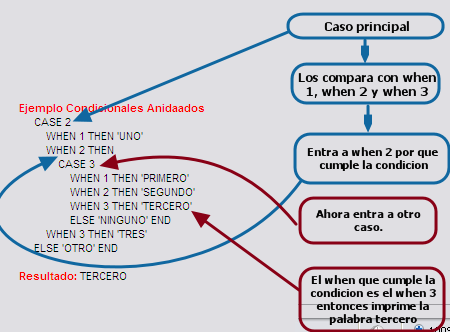 Caso principal
Los compara con when
1, when 2 y when 3
Ejemplo Condicionales Anidaados
CASE 2
WHEN 1 THEN 'UNO'
WHEN 2 THEN
CASE 3
WHEN 1 THEN 'PRIMERO'
WHEN 2 THEN 'SEGUNDO'
WHEN 3 THEN 'TERCERO'
ELSE 'NINGUNO' END
WHEN 3 THEN 'TRES'
ELSE 'OTRO' END
Resultado: TERCERO
Entra a when 2 por que
cumple la condicion
Ahora entra a otro
caso.
El when que cumple la
condicion es el when 3
entonces imprime la
palabra tercero